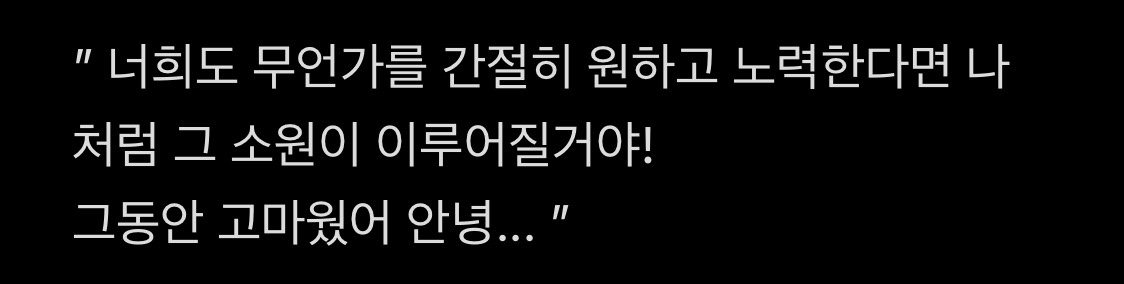 " 너희도 무언가를 간절히 원하고 노력한다면 나
처럼 그 소원이 이루어질거야!
그동안 고마웠어 안녕... "